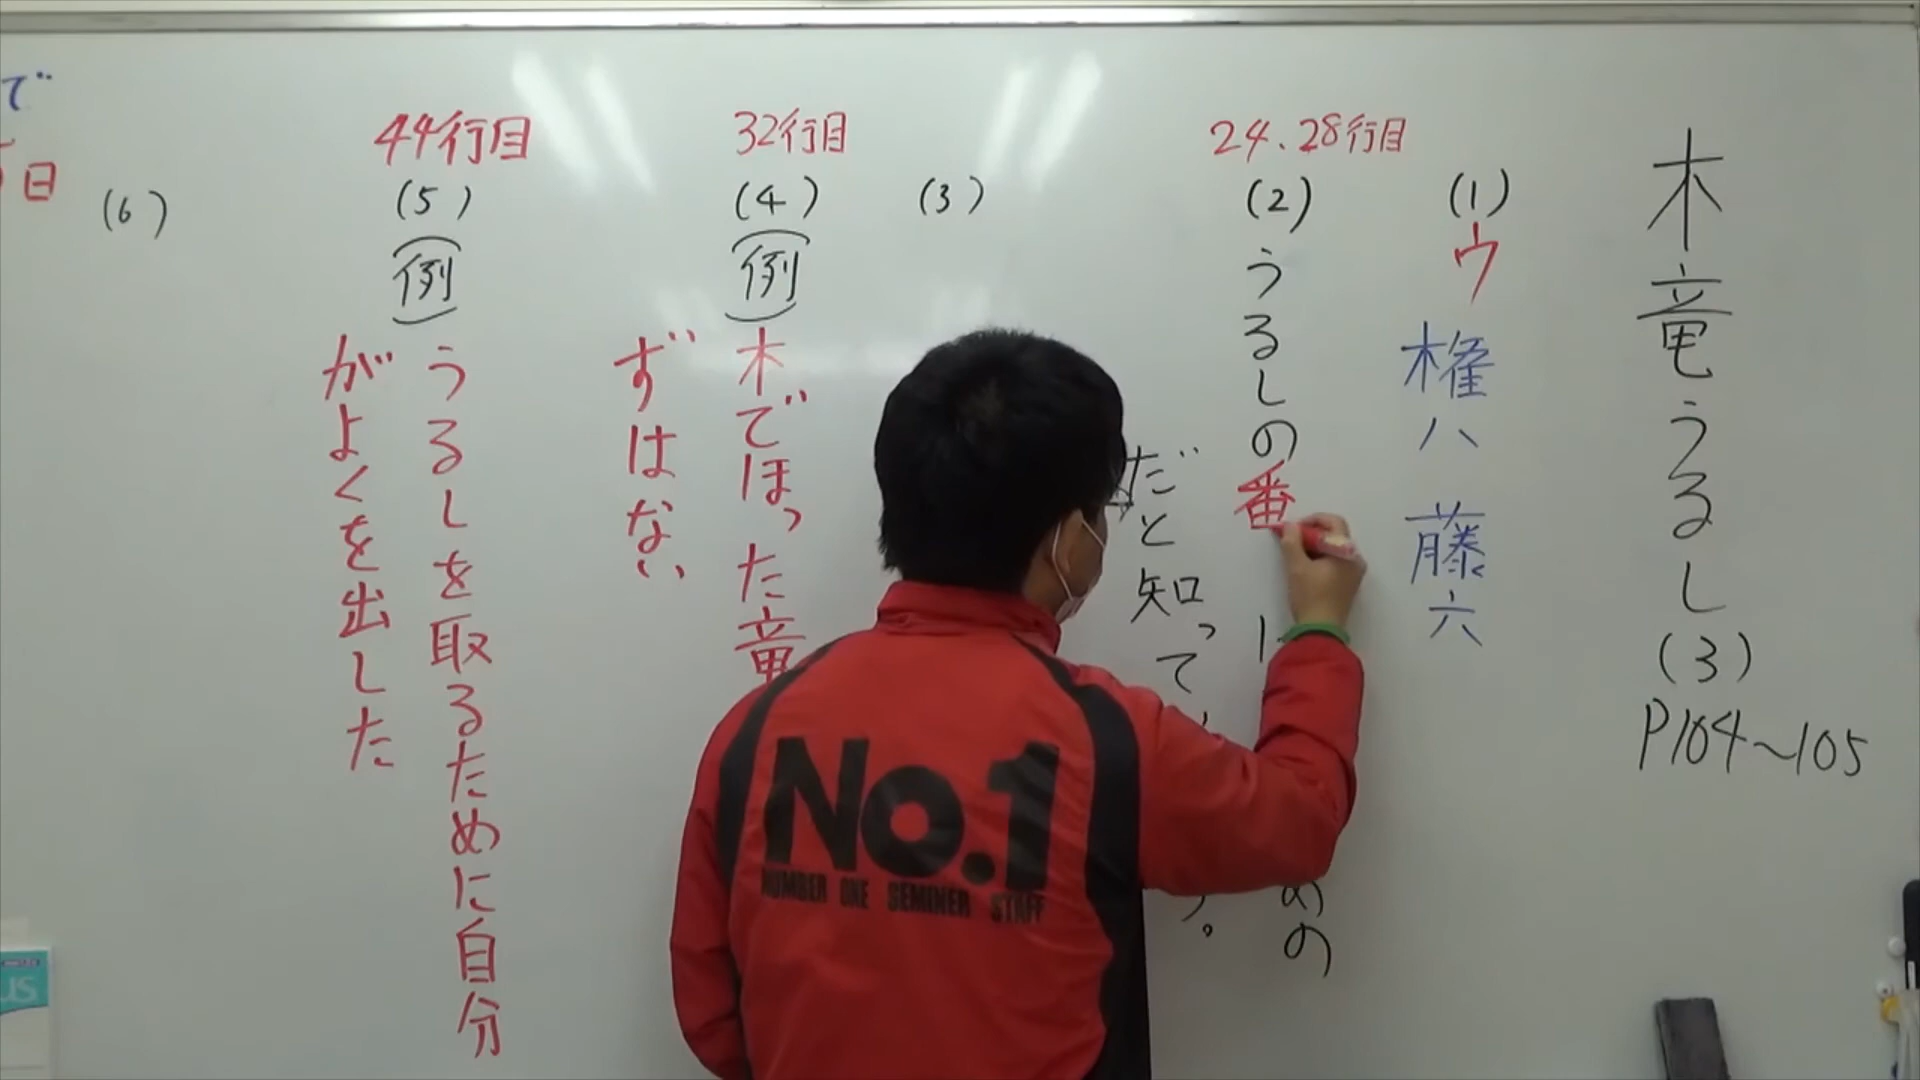 木竜うるし(3)
P104~105
(1)
ウ
権八 藤六
24、28行目
(2)
うるしの番
めの
だと知って
(3)
32行目
(4)
(例)
木でほった竜
ずはない
44行目
(5)
(例)
うるしを取るために自分
がよくを出した
(6)
で
日
No.1
NUMBER ONE SEMINER STAFF